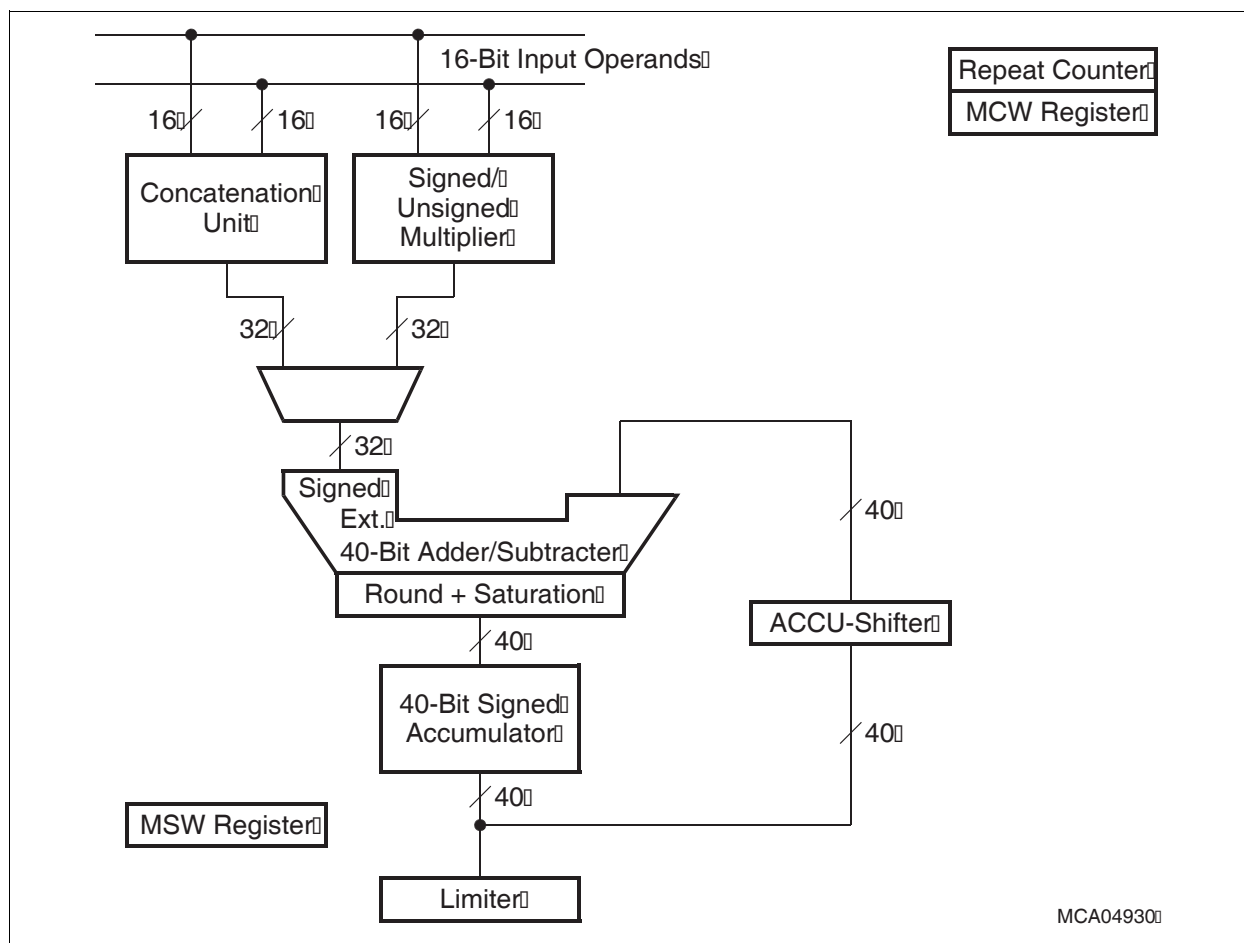 16-Bit Input Operands
Repeat Counter
MCW Register
16
16
16
16
Concatenation
Unit
Signed/
Unsigned
Multiplier
32
32
32
Signed
Ext.
40-Bit Adder/Subtracter
Round + Saturation
40
ACCU-Shifter
40
40-Bit Signed
Accumulator
40
40
MSW Register
Limiter
MCA04930